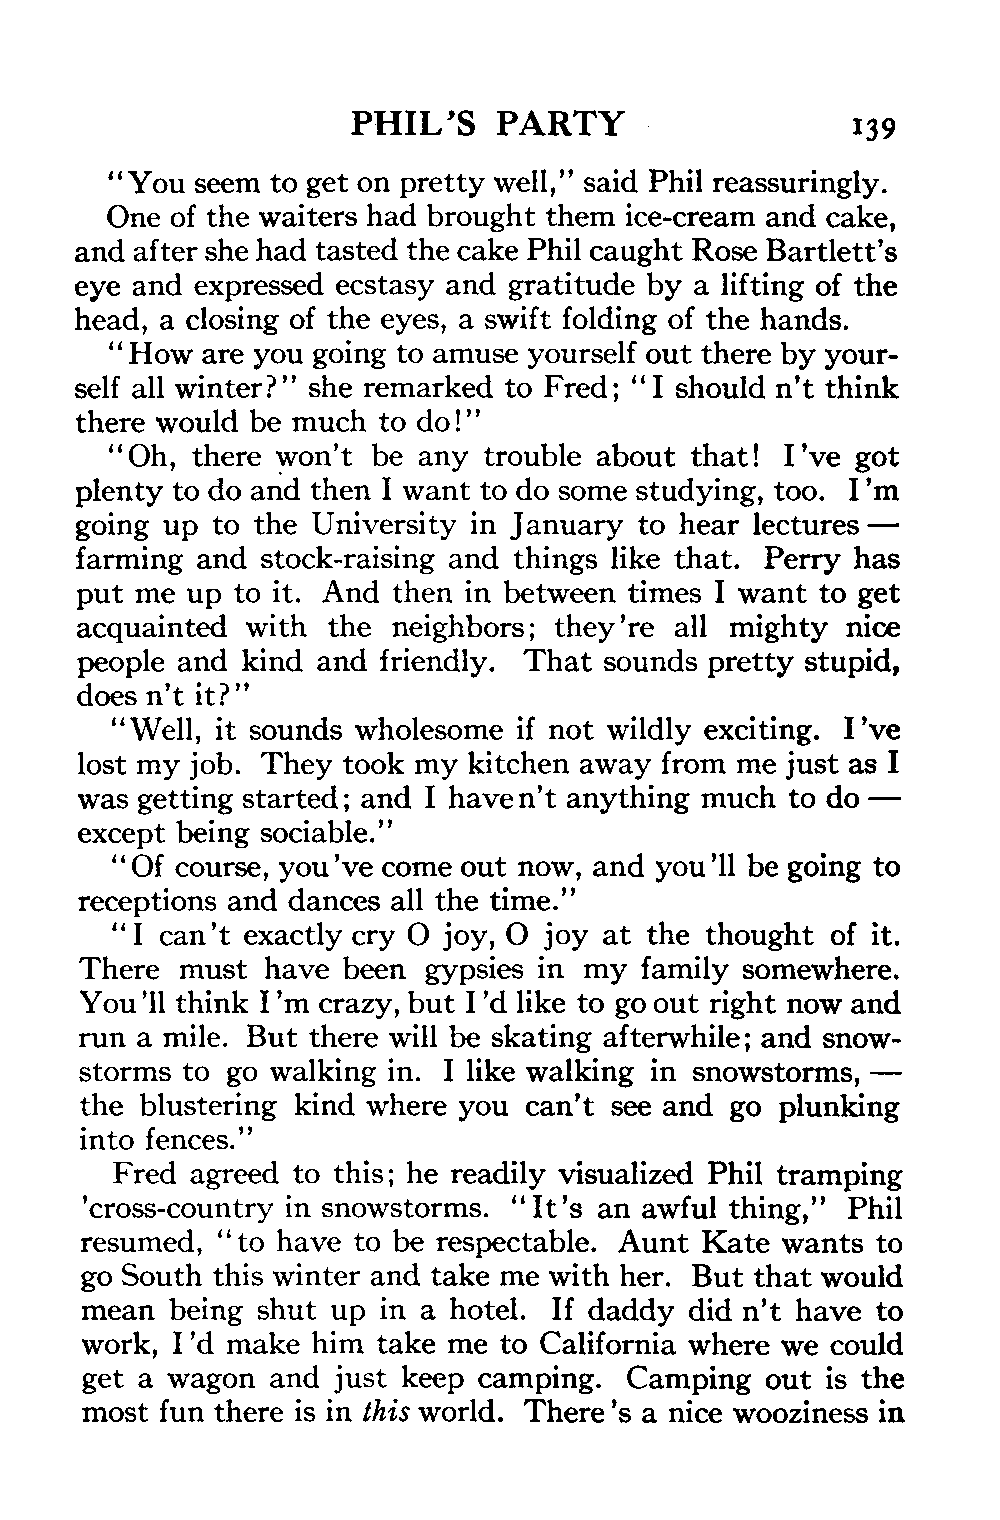 PHIL'S PARTY 139
"You seem to get on pretty well," said Phil reassuringly.
One of the waiters had brought them ice-cream and cake,
and after she had tasted the cake Phil caught Rose Bartlett's
eye and expressed ecstasy and gratitude by a lifting of the
head, a closing of the eyes, a swift folding of the hands.
"How are you going to amuse yourself out there by your-
self all winter?" she remarked to Fred; "I should n't think
there would be much to do!"
"Oh, there won't be any trouble about that! I 've got
plenty to do and then I want to do some studying, too. I 'm
going up to the University in January to hear lectures —
farming and stock-raising and things like that. Perry has
put me up to it. And then in between times I want to get
acquainted with the neighbors; they 're all mighty nice
people and kind and friendly. That sounds pretty stupid,
does n't it?"
"Well, it sounds wholesome if not wildly exciting. I 've
lost my job. They took my kitchen away from me just as I
was getting started; and I have n't anything much to do —
except being sociable."
"Of course, you 've come out now, and you 'll be going to
receptions and dances all the time."
"I can't exactly cry O joy, O joy at the thought of it.
There must have been gypsies in my family somewhere.
You 'll think I 'm crazy, but I 'd like to go out right now and
run a mile. But there will be skating afterwhile; and snow-
storms to go walking in. I like walking in snowstorms, —
the blustering kind where you can't see and go plunking
into fences."
Fred agreed to this; he readily visualized Phil tramping
'cross-country in snowstorms. "It 's an awful thing," Phil
resumed, "to have to be respectable. Aunt Kate wants to
go South this winter and take me with her. But that would
mean being shut up in a hotel. If daddy did n't have to
work, I 'd make him take me to California where we could
get a wagon and just keep camping. Camping out is the
most fun there is in this world. There 's a nice wooziness in